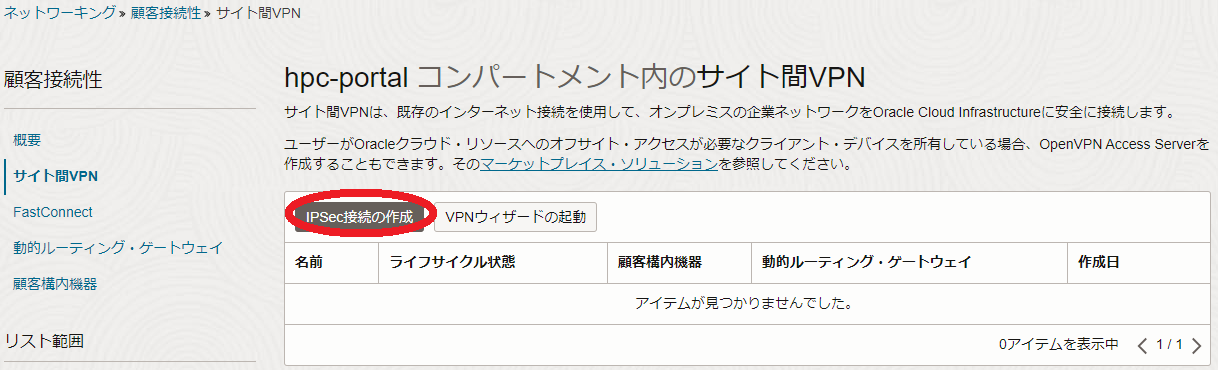 ネットワーキング » 顧客接続性 » サイト間VPN
顧客接続性
概要
サイト間VPN
FastConnect
動的ルーティング・ゲートウェイ
顧客構内機器
リスト範囲
hpc-portal コンパートメント内のサイト間VPN
サイト間VPNは、既存のインターネット接続を使用して、オンプレミスの企業ネットワークをOracle Cloud Infrastructureに安全に接続します。
ユーザーがOracleクラウド・リソースへのオフサイト・アクセスが必要なクライアント・デバイスを所有している場合、OpenVPN Access Serverを
作成することもできます。そのマーケットプレイス・ソリューションを参照してください。
IPSec接続の作成 VPNウィザードの起動
名前 ライフサイクル状態 顧客構内機器 動的ルーティング・ゲートウェイ 作成日
アイテムが見つかりませんでした。
0アイテムを表示中 1 / 1